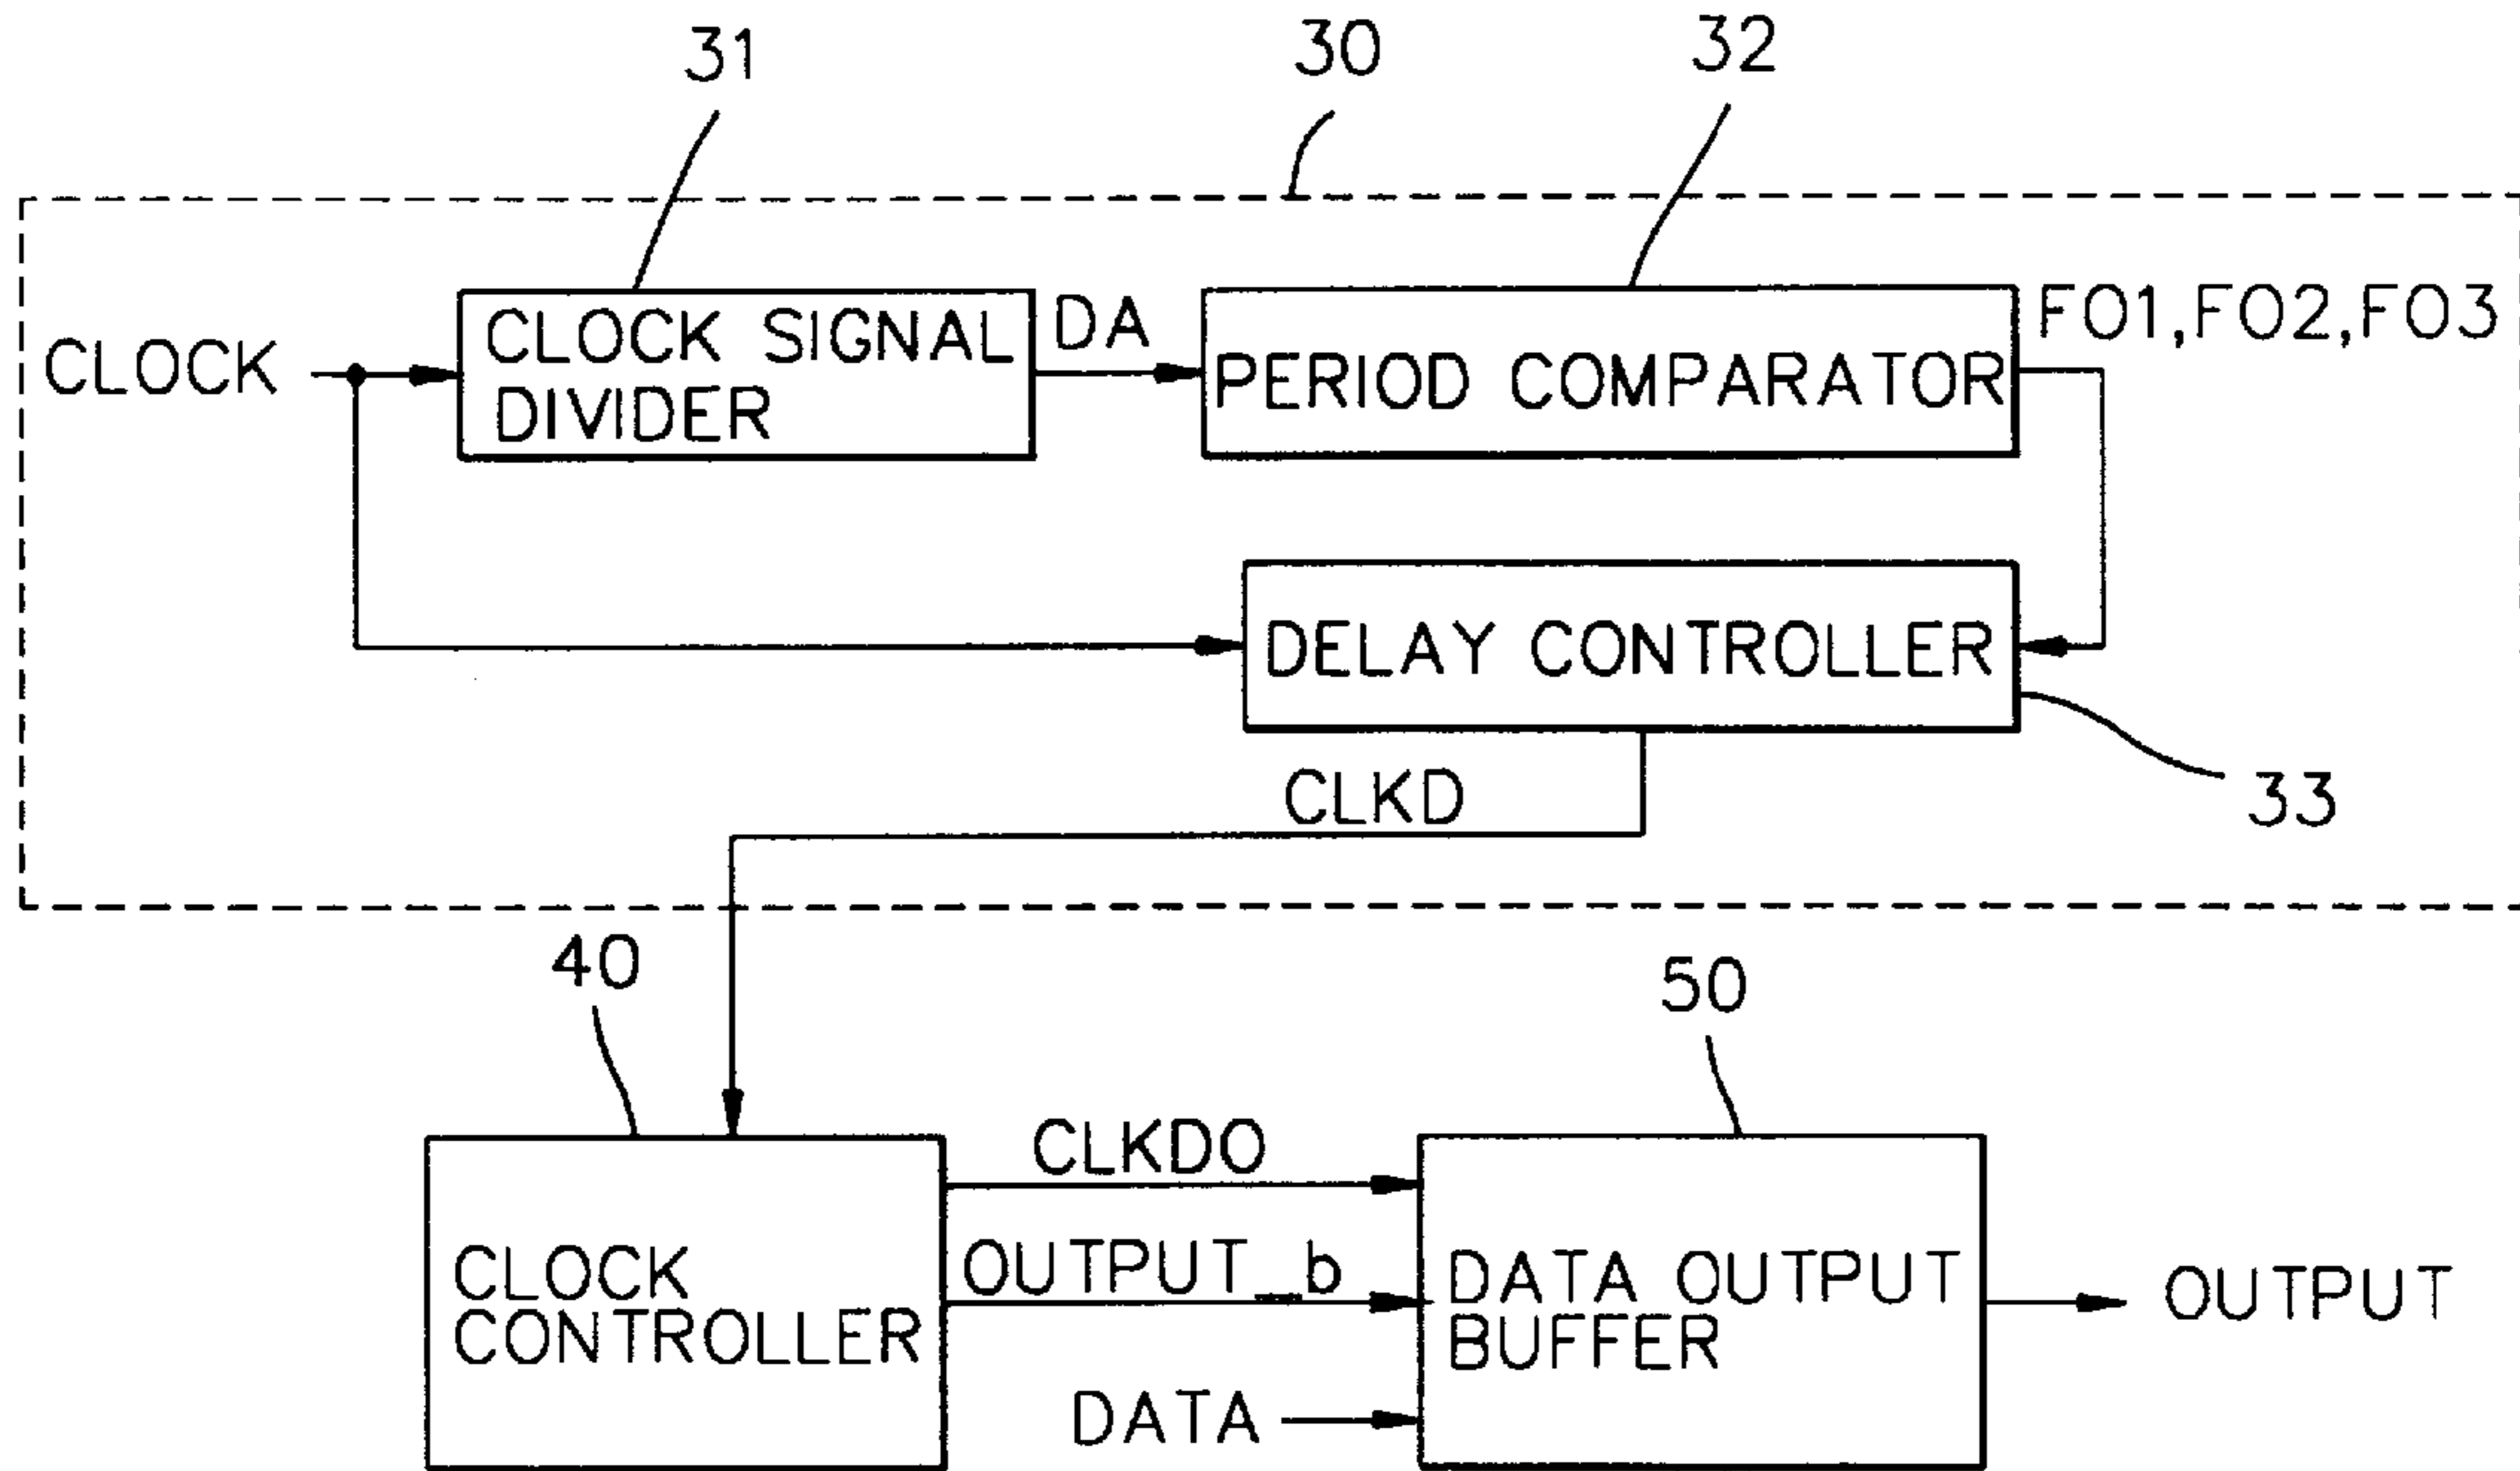 31
30
32
CLOCK
CLOCK SIGNAL
DIVIDER
DA
PERIOD COMPARATOR
FO1,FO2,FO3
DELAY CONTROLLER
CLKD
33
40
50
CLKDO
CLOCK
CONTROLLER
OUTPUT_b
DATA OUTPUT
BUFFER
OUTPUT
DATA